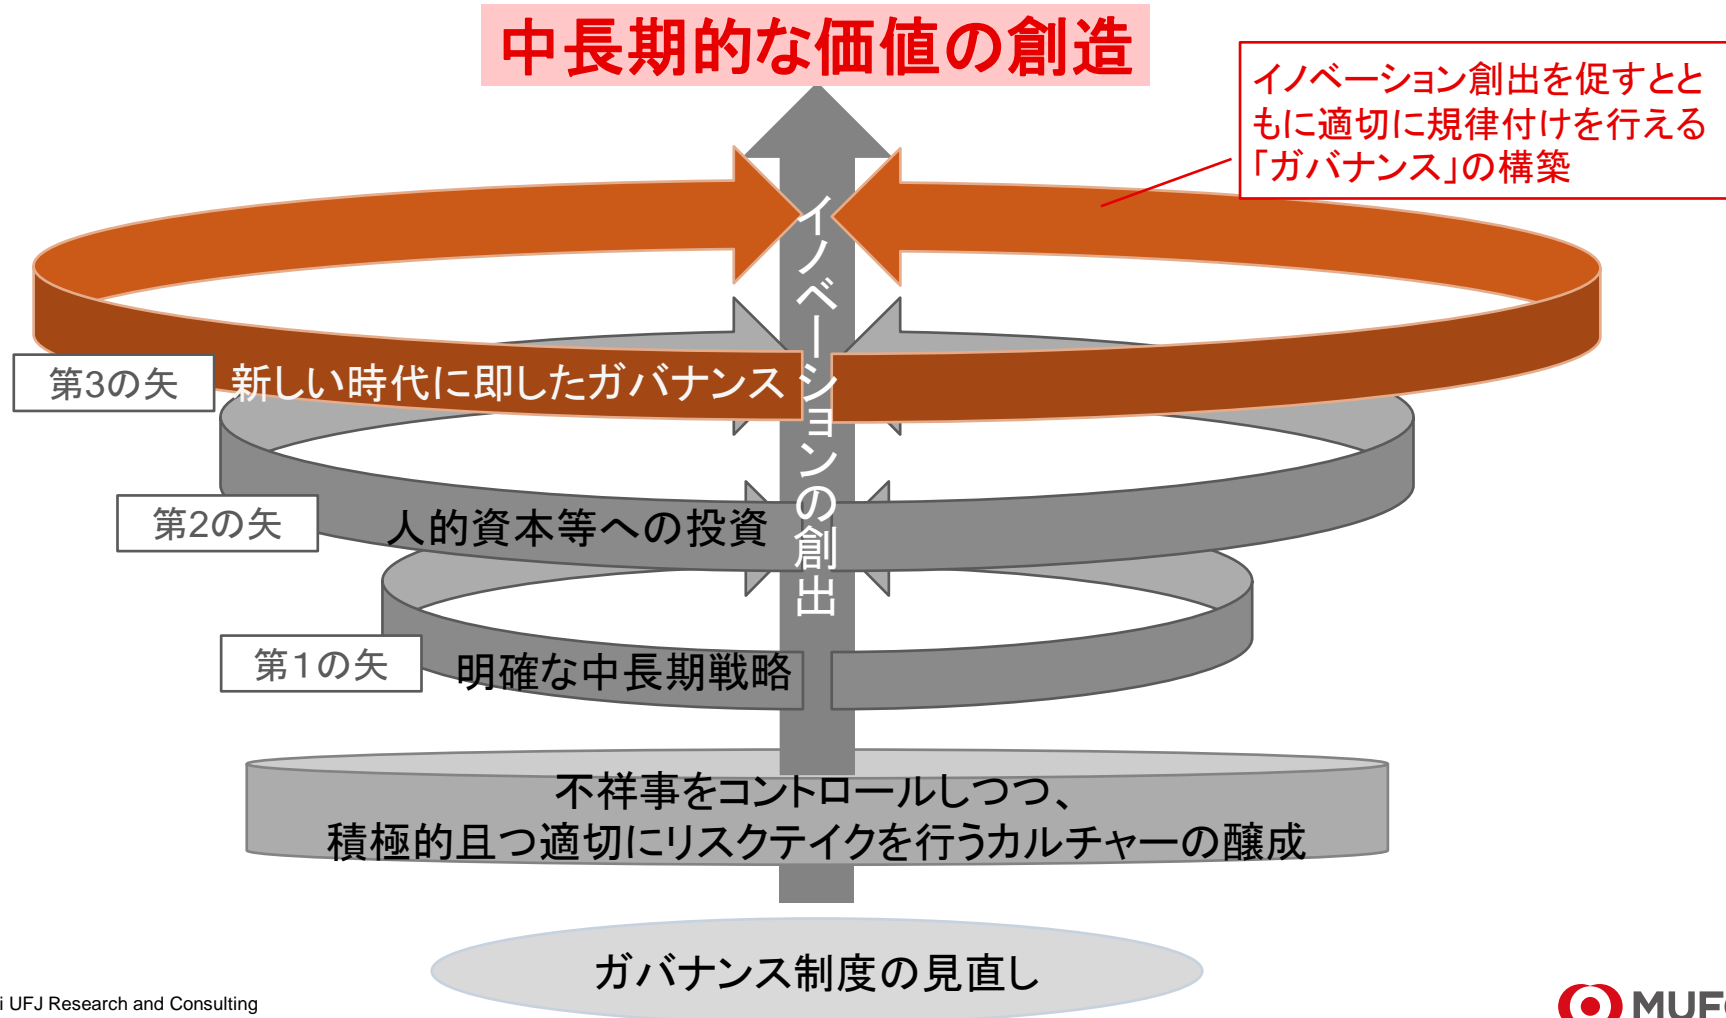 中長期的な価値の創造
イノベーション創出を促すとと
もに適切に規律付けを行える
「ガバナンス」の構築
イノベーションの創出
第3の矢
新しい時代に即したガバナンス
第2の矢
人的資本等への投資
第1の矢
明確な中長期戦略
不祥事をコントロールしつつ、
積極的且つ適切にリスクテイクを行うカルチャーの醸成
ガバナンス制度の見直し
i UFJ Research and Consulting
MUF